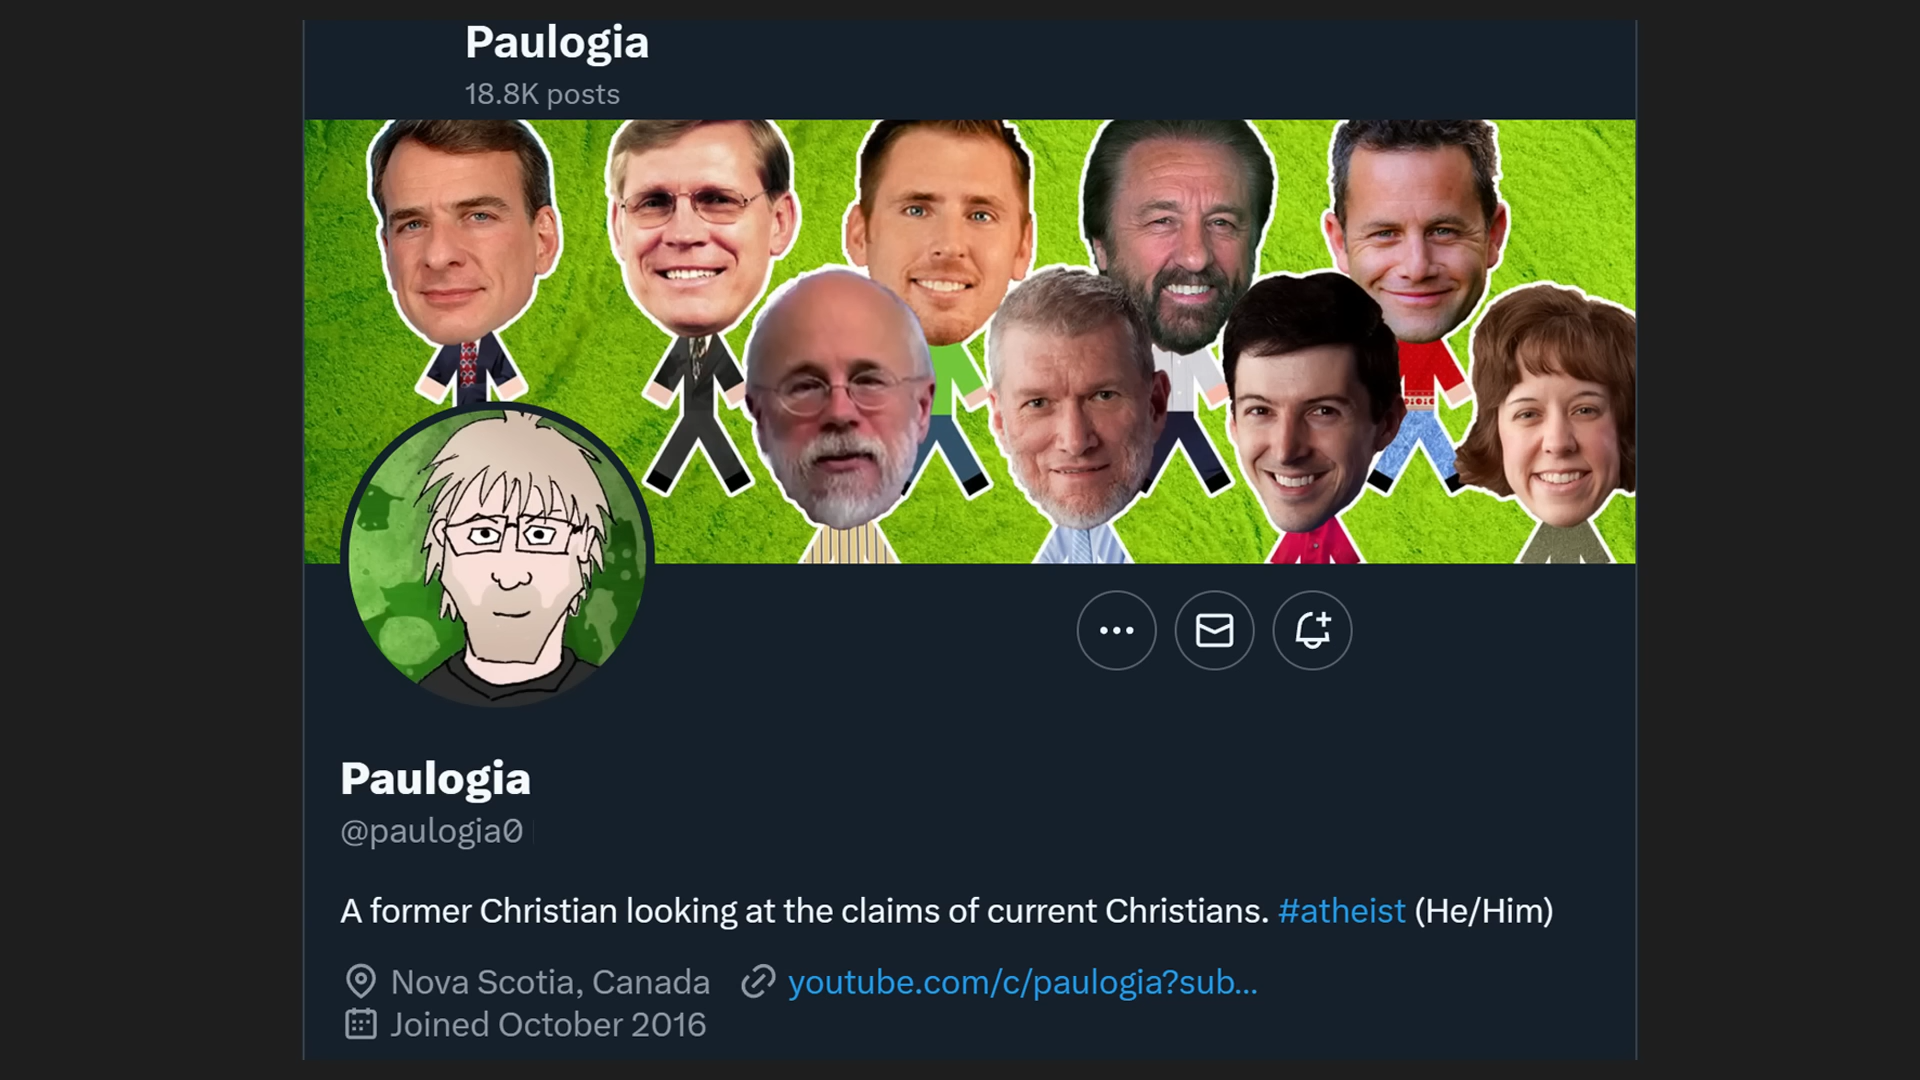 Paulogia
18.8K posts
Paulogia
@paulogia0
A former Christian looking at the claims of current Christians. #atheist (He/Him)
Nova Scotia, Canada youtube.com/c/paulogia?sub...
Joined October 2016